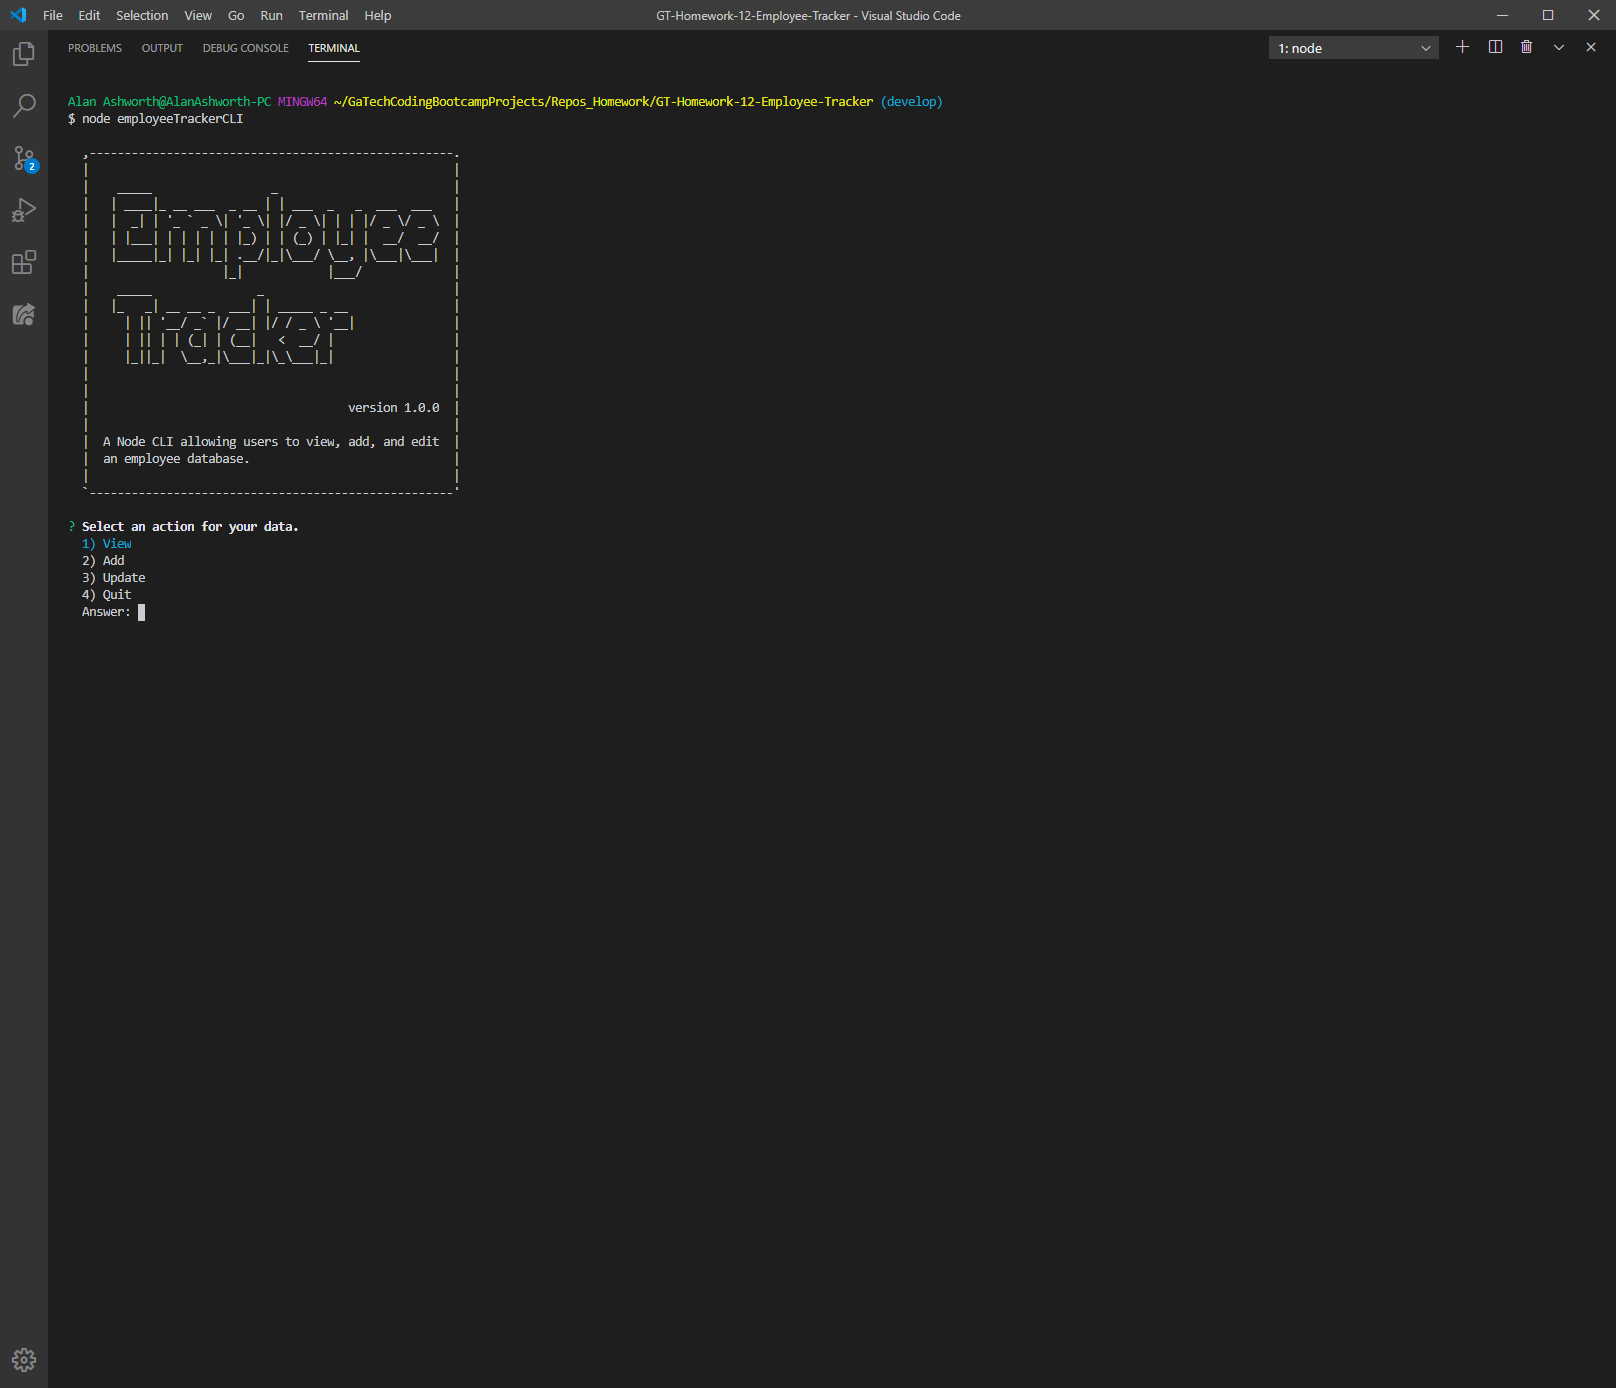 File Edit Selection View Go Run Terminal Help GT-Homework-12-Employee-Tracker - Visual Studio Code
PROBLEMS OUTPUT DEBUG CONSOLE TERMINAL 1: node
2
Alan Ashworth@AlanAshworth-PC MINGW64 ~/GaTechCodingBootcampProjects/Repos_Homework/GT-Homework-12-Employee-Tracker (develop)
$ node employeeTrackerCLI
Employee
Tracker
version 1.0.0
A Node CLI allowing users to view, add, and edit
an employee database.
? Select an action for your data.
1) View
2) Add
3) Update
4) Quit
Answer: